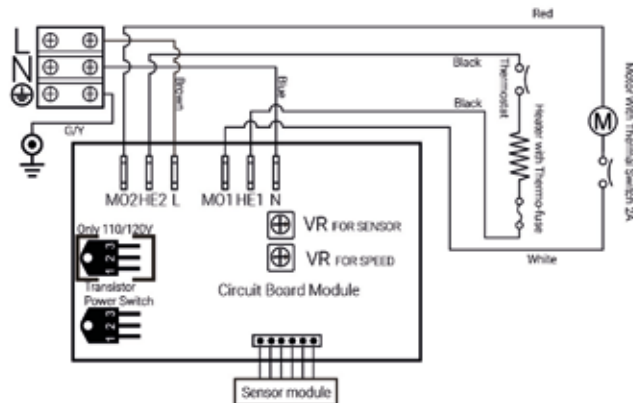 Red
L
N
Black
Thermostat
Brown
Blue
Black
Heater with Thermo-fuse
M
Motor with Thermal Switch 2A
G/Y
MO2 HE2 L MO1 HE1 N
White
VR FOR SENSOR
Only 110/120V
1 2 3
VR FOR SPEED
Transistor
Power Switch
Circuit Board Module
1 2 3
Sensor module